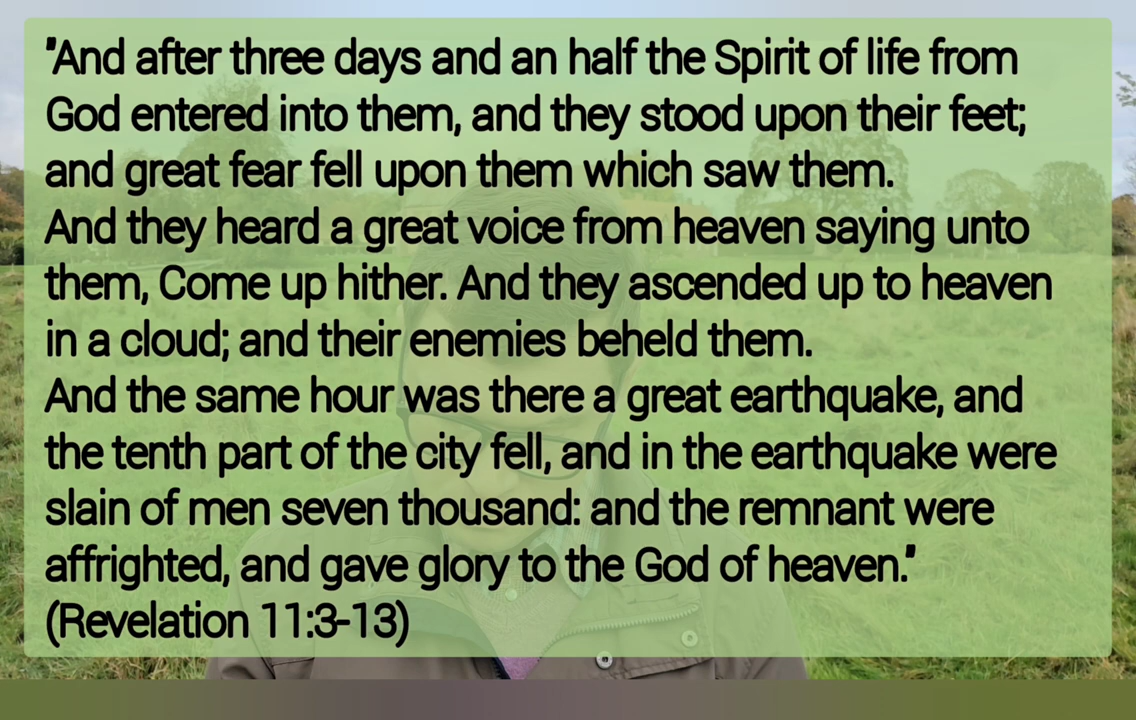 "And after three days and an half the Spirit of life from
God entered into them, and they stood upon their feet;
and great fear fell upon them which saw them.
And they heard a great voice from heaven saying unto
them, Come up hither. And they ascended up to heaven
in a cloud; and their enemies beheld them.
And the same hour was there a great earthquake, and
the tenth part of the city fell, and in the earthquake were
slain of men seven thousand: and the remnant were
affrighted, and gave glory to the God of heaven."
(Revelation 11:3-13)